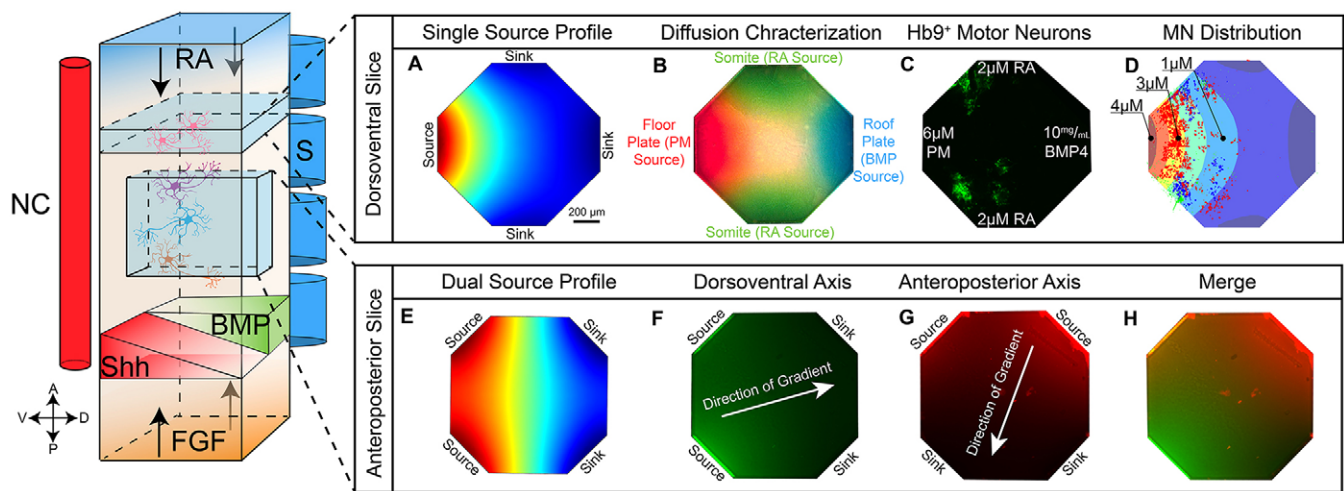 RA
NC
S
BMP
Shh
FGF
A
V
D
P
Dorsoventral Slice
Single Source Profile
Diffusion Chracterization
Hb9⁺ Motor Neurons
MN Distribution
A
Sink
Source
Sink
Sink
200 µm
B
Somite (RA Source)
Floor
Plate (PM
Source)
Roof
Plate
(BMP
Source)
Somite (RA Source)
C
2µM RA
6µM
PM
10mg/mL
BMP4
2µM RA
D
1µM
3µM
4µM
Anteroposterior Slice
Dual Source Profile
Dorsoventral Axis
Anteroposterior Axis
Merge
E
Source
Sink
Source
Sink
F
Source
Sink
Direction of Gradient
Source
Sink
G
Source
Source
Direction of Gradient
Sink
Sink
H